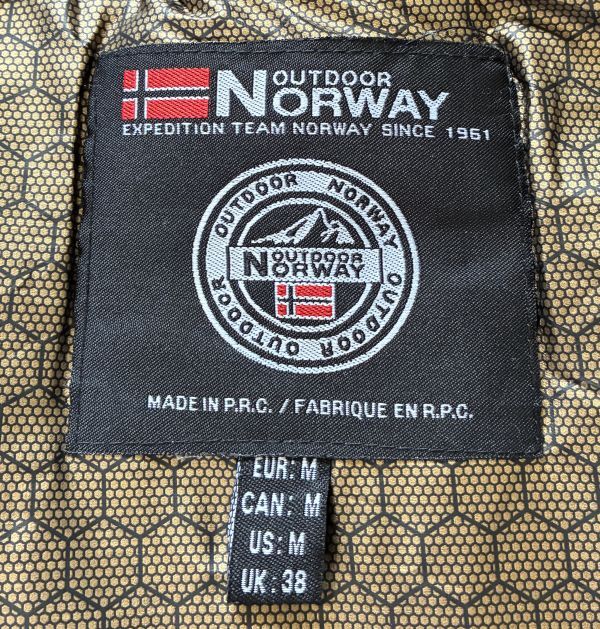 OUTDOOR
NORWAY
EXPEDITION TEAM NORWAY SINCE 1961
OUTDOOR NORWAY OUTDOOR OUTDOOR
OUTDOOR
NORWAY
MADE IN P.R.C. / FABRIQUE EN R.P.C.
EUR: M
CAN: M
US: M
UK: 38